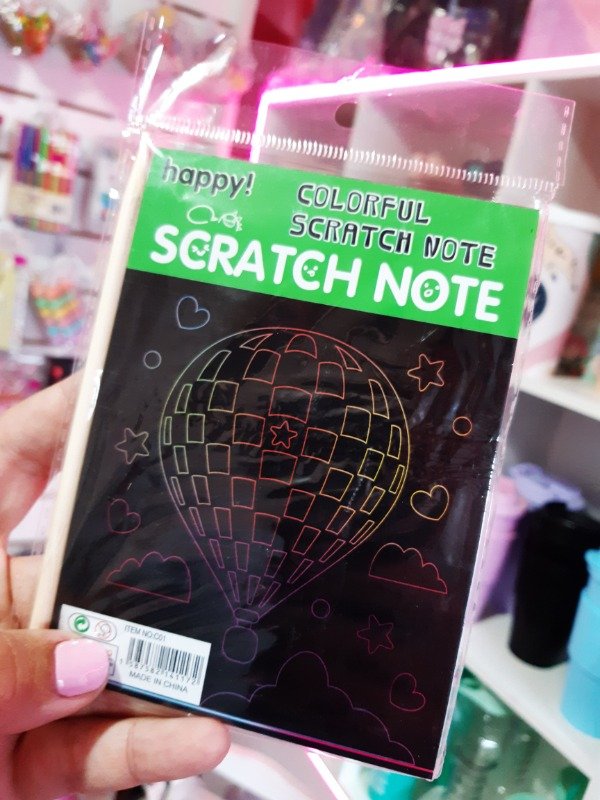 happy!
COLORFUL
SCRATCH NOTE
SCRATCH NOTE
ITEM NO:C01
MADE IN CHINA